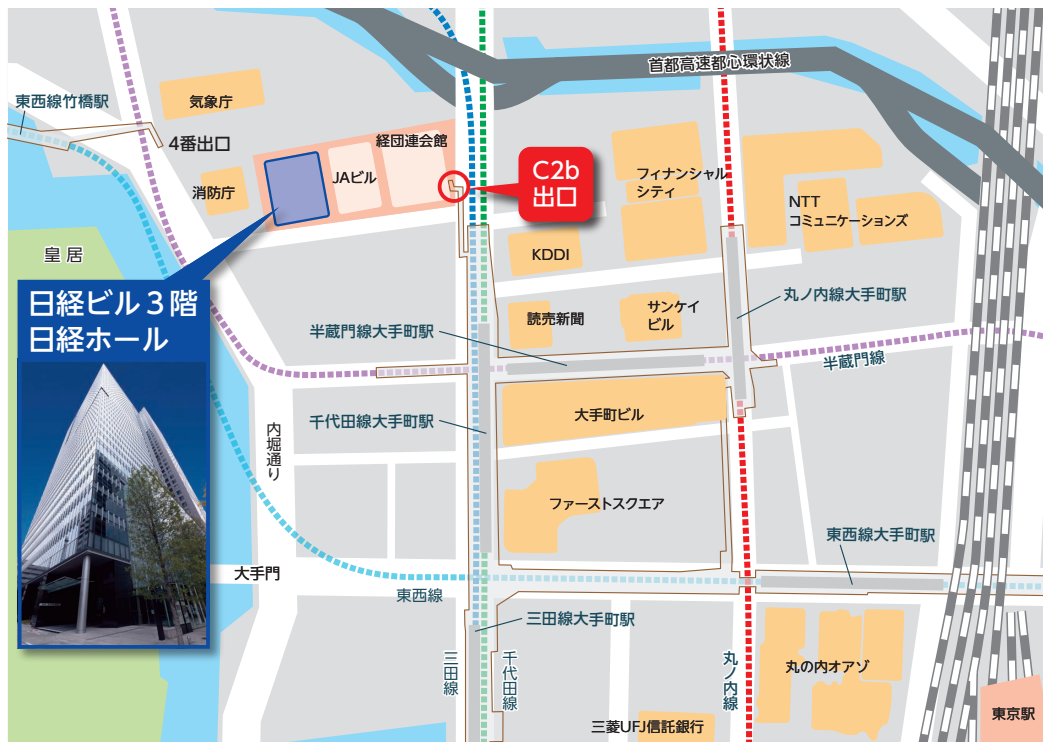 首都高速都心環状線
東西線竹橋駅
気象庁
4番出口
経団連会館
JAビル
消防庁
C2b
出口
フィナンシャル
シティ
NTT
コミュニケーションズ
KDDI
皇居
日経ビル3階
日経ホール
丸ノ内線大手町駅
読売新聞
サンケイ
ビル
半蔵門線大手町駅
半蔵門線
千代田線大手町駅
大手町ビル
内堀通り
ファーストスクエア
東西線大手町駅
大手門
東西線
三田線大手町駅
三田線
千代田線
丸ノ内線
丸の内オアゾ
三菱UFJ信託銀行
東京駅